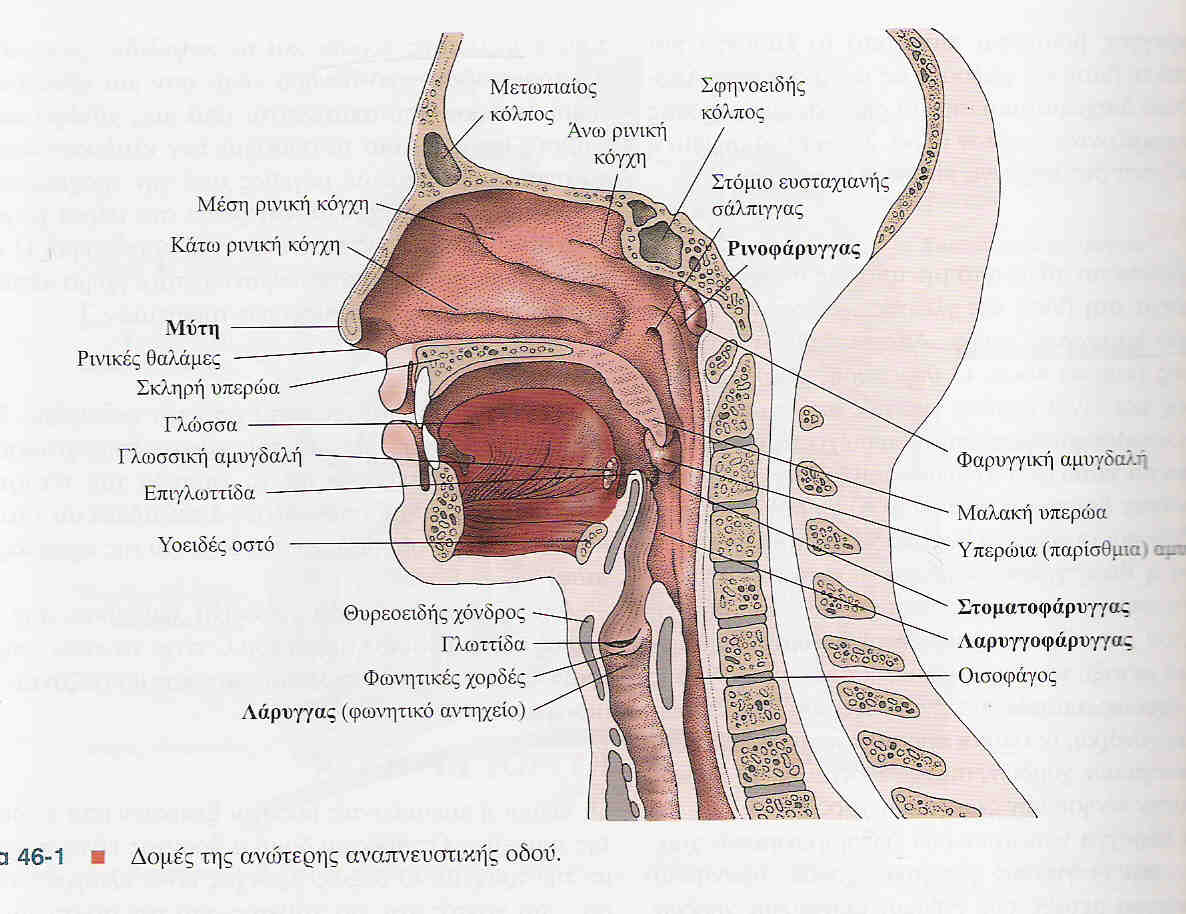 Μετωπιαίος
κόλπος
Σφηνοειδής
κόλπος
Άνω ρινική
κόγχη
Στόμιο ευσταχιανής
σάλπιγγας
Μέση ρινική κόγχη
Κάτω ρινική κόγχη
Ρινοφάρυγγας
Μύτη
Ρινικές θαλάμες
Σκληρή υπερώα
Γλώσσα
Γλωσσική αμυγδαλή
Επιγλωττίδα
Υοειδές οστό
Φαρυγγική αμυγδαλή
Μαλακή υπερώα
Υπερώια (παρίσθμια)
Στοματοφάρυγγας
Λαρυγγοφάρυγγας
Οισοφάγος
Θυρεοειδής χόνδρος
Γλωττίδα
Φωνητικές χορδές
Λάρυγγας (φωνητικό αντηχείο)
α 46-1 ■ Δομές της ανώτερης αναπνευστικής οδού.